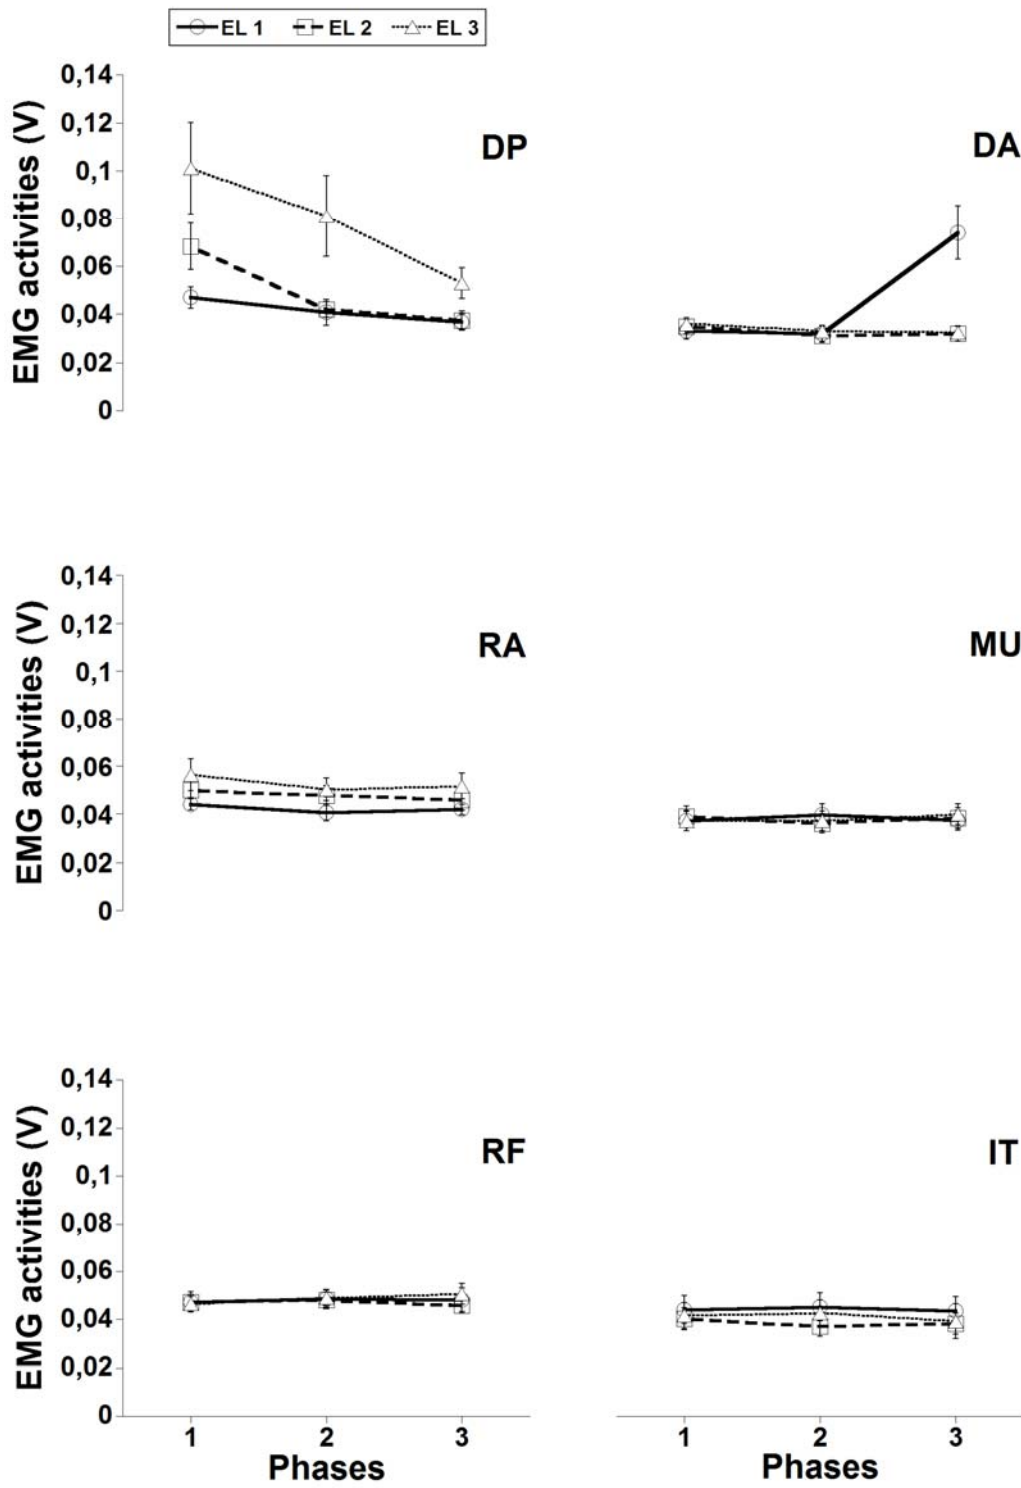 EL 1 EL 2 EL 3
EMG activities (V)
0,14
0,12
0,1
0,08
0,06
0,04
0,02
0
DP
DA
EMG activities (V)
0,14
0,12
0,1
0,08
0,06
0,04
0,02
0
RA
MU
EMG activities (V)
0,14
0,12
0,1
0,08
0,06
0,04
0,02
0
RF
IT
1 2 3
Phases
1 2 3
Phases